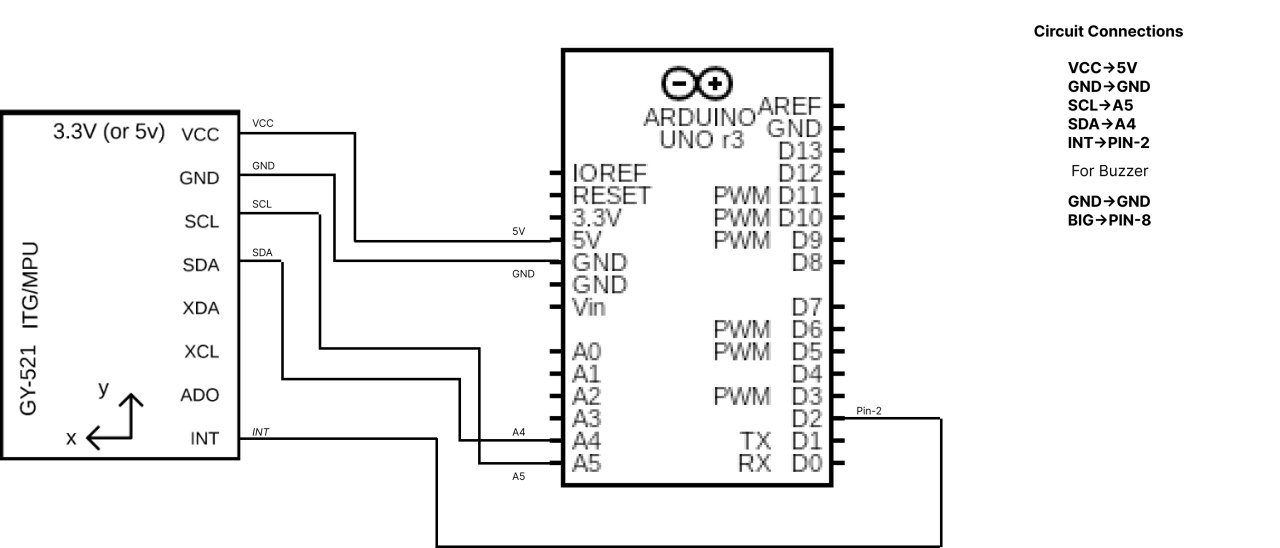 3.3V (or 5v) VCC
GND
SCL
SDA
XDA
XCL
ADO
INT
GY-521 ITG/MPU
y
x
VCC
GND
SCL
SDA
INT
5V
GND
A4
A5
ARDUINO
UNO r3
IOREF
RESET
3.3V
5V
GND
GND
Vin
A0
A1
A2
A3
A4
A5
AREF
GND
D13
D12
PWM D11
PWM D10
PWM D9
D8
D7
PWM D6
PWM D5
D4
PWM D3
D2
TX D1
RX D0
Pin-2
Circuit Connections
VCC→5V
GND→GND
SCL→A5
SDA→A4
INT→PIN-2
For Buzzer
GND→GND
BIG→PIN-8